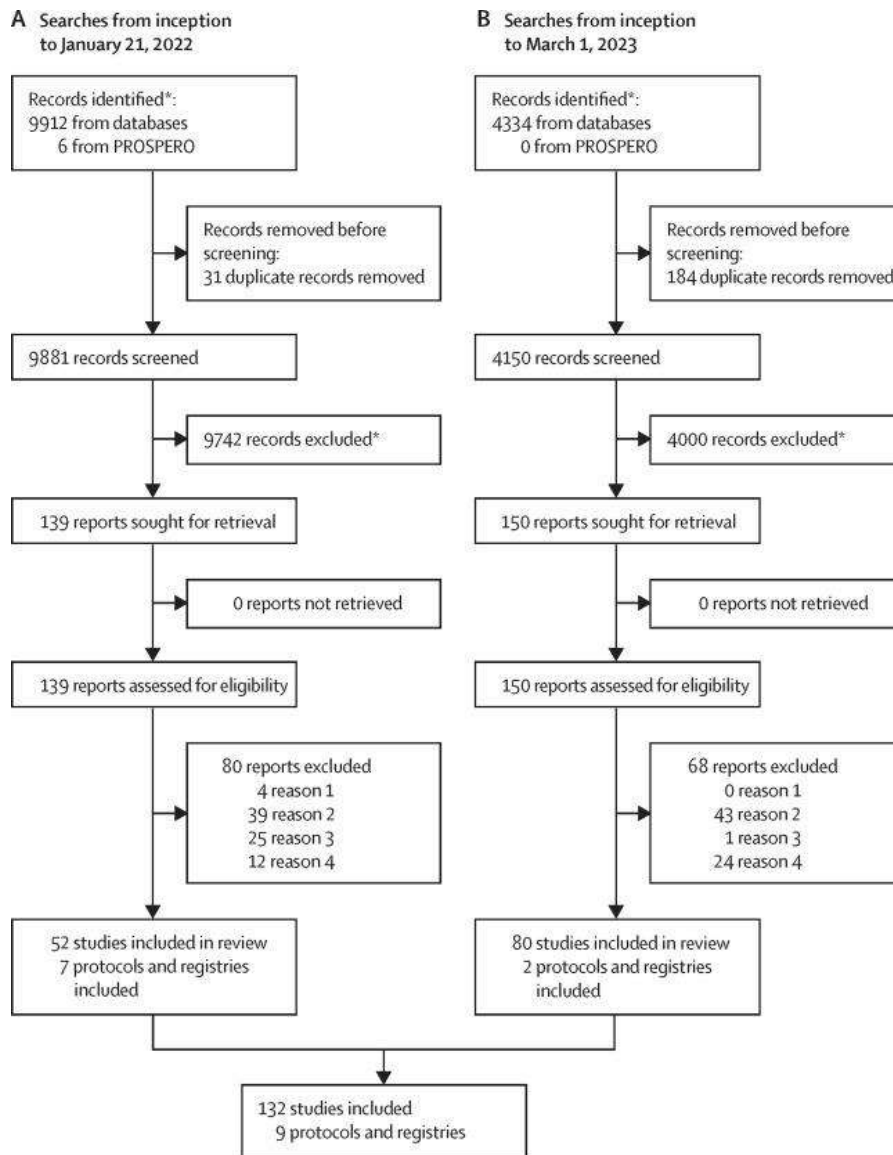 A Searches from inception
to January 21, 2022
Records identified*:
9912 from databases
6 from PROSPERO
Records removed before
screening:
31 duplicate records removed
9881 records screened
9742 records excluded*
139 reports sought for retrieval
0 reports not retrieved
139 reports assessed for eligibility
80 reports excluded
4 reason 1
39 reason 2
25 reason 3
12 reason 4
52 studies included in review
7 protocols and registries
included
B Searches from inception
to March 1, 2023
Records identified*:
4334 from databases
0 from PROSPERO
Records removed before
screening:
184 duplicate records removed
4150 records screened
4000 records excluded*
150 reports sought for retrieval
0 reports not retrieved
150 reports assessed for eligibility
68 reports excluded
0 reason 1
43 reason 2
1 reason 3
24 reason 4
80 studies included in review
2 protocols and registries
included
132 studies included
9 protocols and registries